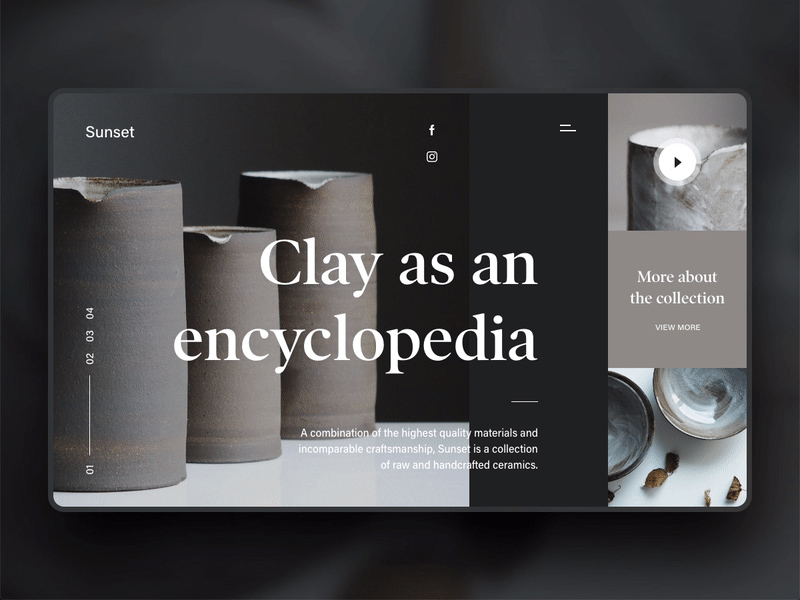 Sunset
Clay as an
encyclopedia
A combination of the highest quality materials and
incomparable craftsmanship, Sunset is a collection
of raw and handcrafted ceramics.
01
02
03
04
More about
the collection
VIEW MORE